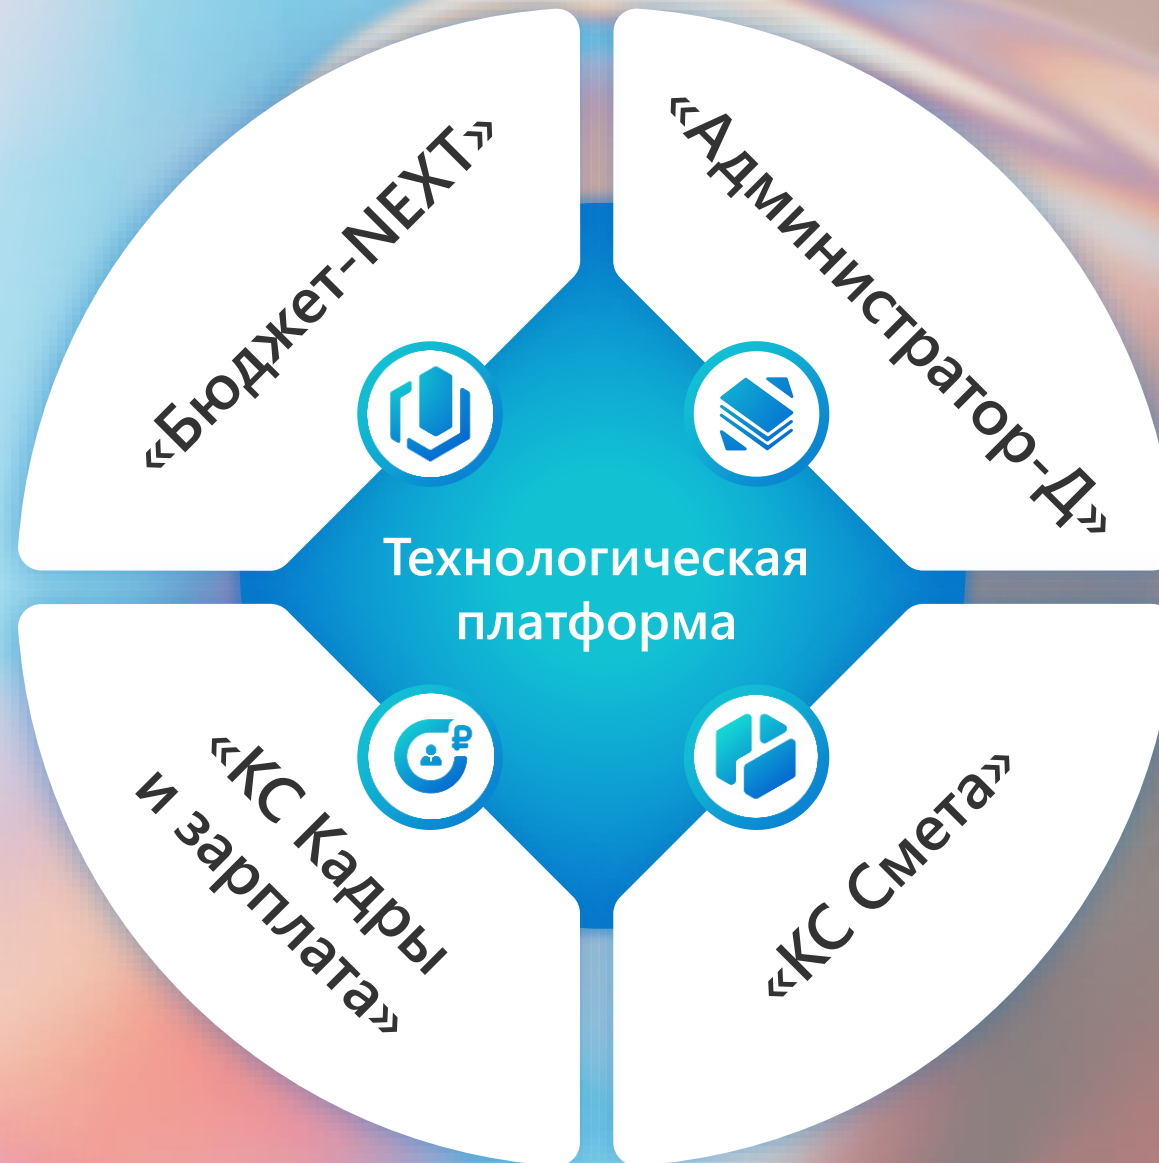 «Бюджет-NEXT»
«Администратор-Д»
Технологическая
платформа
«КС Кадры
и зарплата»
«КС Смета»